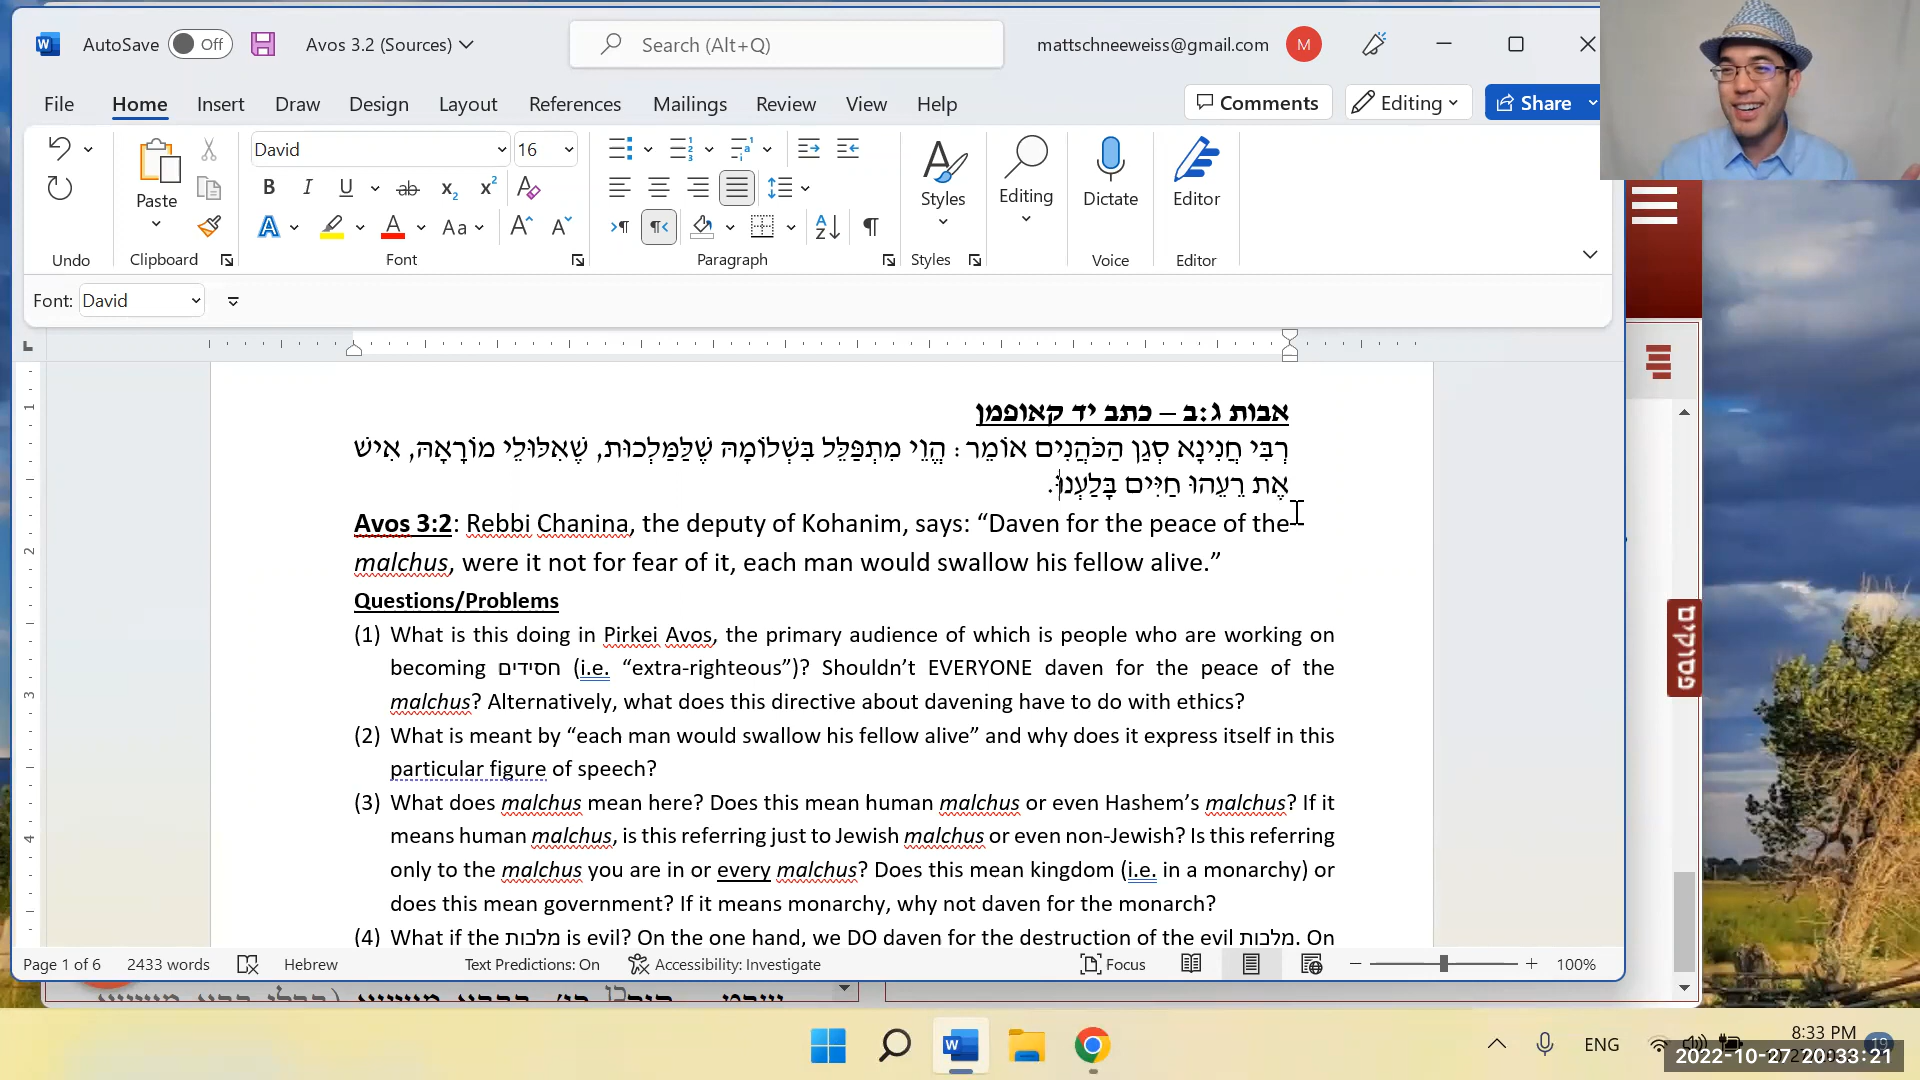 AutoSave Off Avos 3.2 (Sources) Search (Alt+Q) mattschneeweiss@gmail.com M
File Home Insert Draw Design Layout References Mailings Review View Help Comments Editing Share
David 16
Paste Styles Editing Dictate Editor
Undo Clipboard Font Paragraph Styles Voice Editor
Font: David
אבות ג:ב – כתב יד קאופמן
רְבִּי חֲנִינָא סְגַן הַכֹּהֲנִים אוֹמֵר: הֱוֵי מִתְפַּלֵּל בִּשְׁלוֹמָהּ שֶׁלַּמַּלְכוּת, שֶׁאִלּוּלֵי מוֹרָאָהּ, אִישׁ
אֶת רֵעֵהוּ חַיִּים בָּלַעְנוּ.
Avos 3:2: Rebbi Chanina, the deputy of Kohanim, says: “Daven for the peace of the
malchus, were it not for fear of it, each man would swallow his fellow alive.”
Questions/Problems
(1) What is this doing in Pirkei Avos, the primary audience of which is people who are working on
becoming חסידים (i.e. “extra-righteous”)? Shouldn’t EVERYONE daven for the peace of the
malchus? Alternatively, what does this directive about davening have to do with ethics?
(2) What is meant by “each man would swallow his fellow alive” and why does it express itself in this
particular figure of speech?
(3) What does malchus mean here? Does this mean human malchus or even Hashem’s malchus? If it
means human malchus, is this referring just to Jewish malchus or even non-Jewish? Is this referring
only to the malchus you are in or every malchus? Does this mean kingdom (i.e. in a monarchy) or
does this mean government? If it means monarchy, why not daven for the monarch?
(4) What if the מלכות is evil? On the one hand, we DO daven for the destruction of the evil מלכות. On
Page 1 of 6 2433 words Hebrew Text Predictions: On Accessibility: Investigate Focus 100%
ENG 8:33 PM
2022-10-27 20:33:21